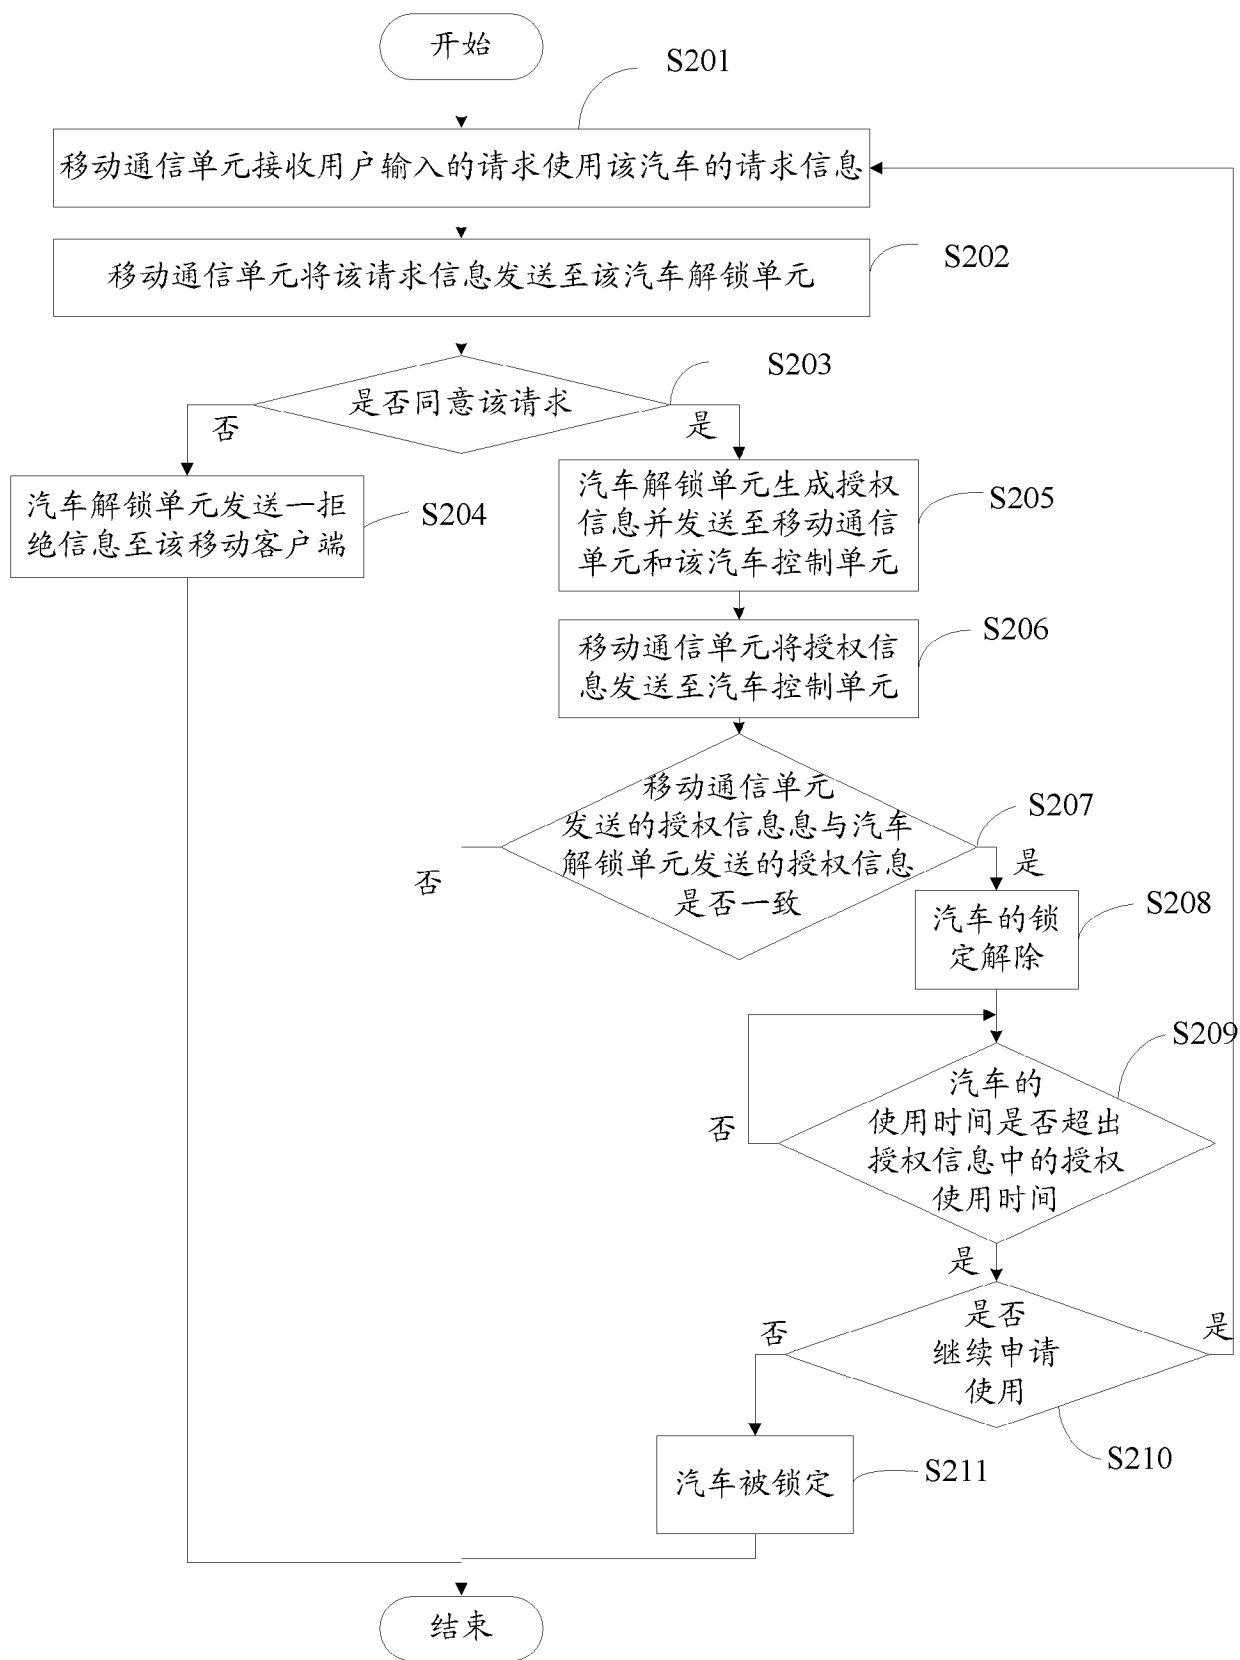 开始
S201
移动通信单元接收用户输入的请求使用该汽车的请求信息
S202
移动通信单元将该请求信息发送至该汽车解锁单元
S203
是否同意该请求
否
是
汽车解锁单元发送一拒
绝信息至该移动客户端
S204
汽车解锁单元生成授权
信息并发送至移动通信
单元和该汽车控制单元
S205
移动通信单元将授权信
息发送至汽车控制单元
S206
移动通信单元
发送的授权信息息与汽车
解锁单元发送的授权信息
是否一致
S207
否
是
汽车的锁
定解除
S208
S209
汽车的
使用时间是否超出
授权信息中的授权
使用时间
否
是
是否
继续申请
使用
否
是
S210
汽车被锁定
S211
结束